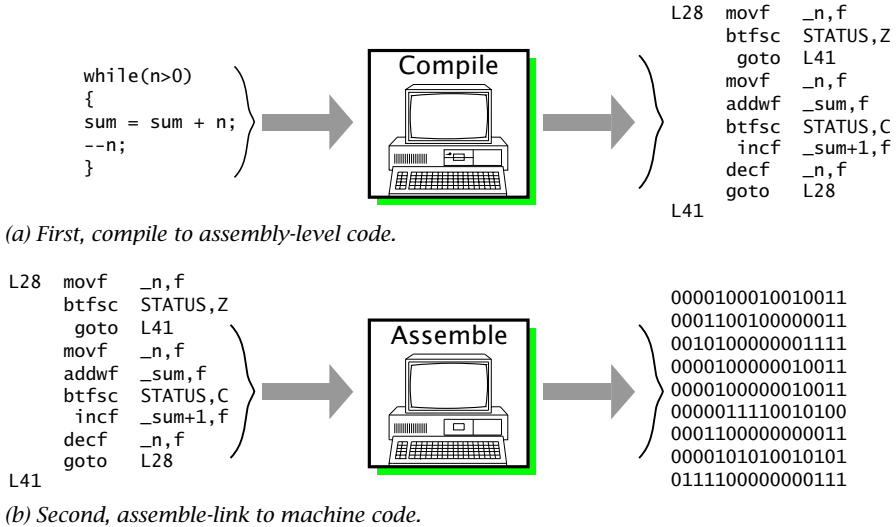 while(n>0)
{
sum = sum + n;
--n;
}
Compile
L28 movf _n,f
btfsc STATUS,Z
goto L41
movf _n,f
addwf _sum,f
btfsc STATUS,C
incf _sum+1,f
decf _n,f
goto L28
L41
(a) First, compile to assembly-level code.
L28 movf _n,f
btfsc STATUS,Z
goto L41
movf _n,f
addwf _sum,f
btfsc STATUS,C
incf _sum+1,f
decf _n,f
goto L28
L41
Assemble
0000100010010011
0001100100000011
0010100000001111
0000100000010011
0000100000010011
0000011110010100
0001100000000011
0000101010010101
0111100000000111
(b) Second, assemble-link to machine code.